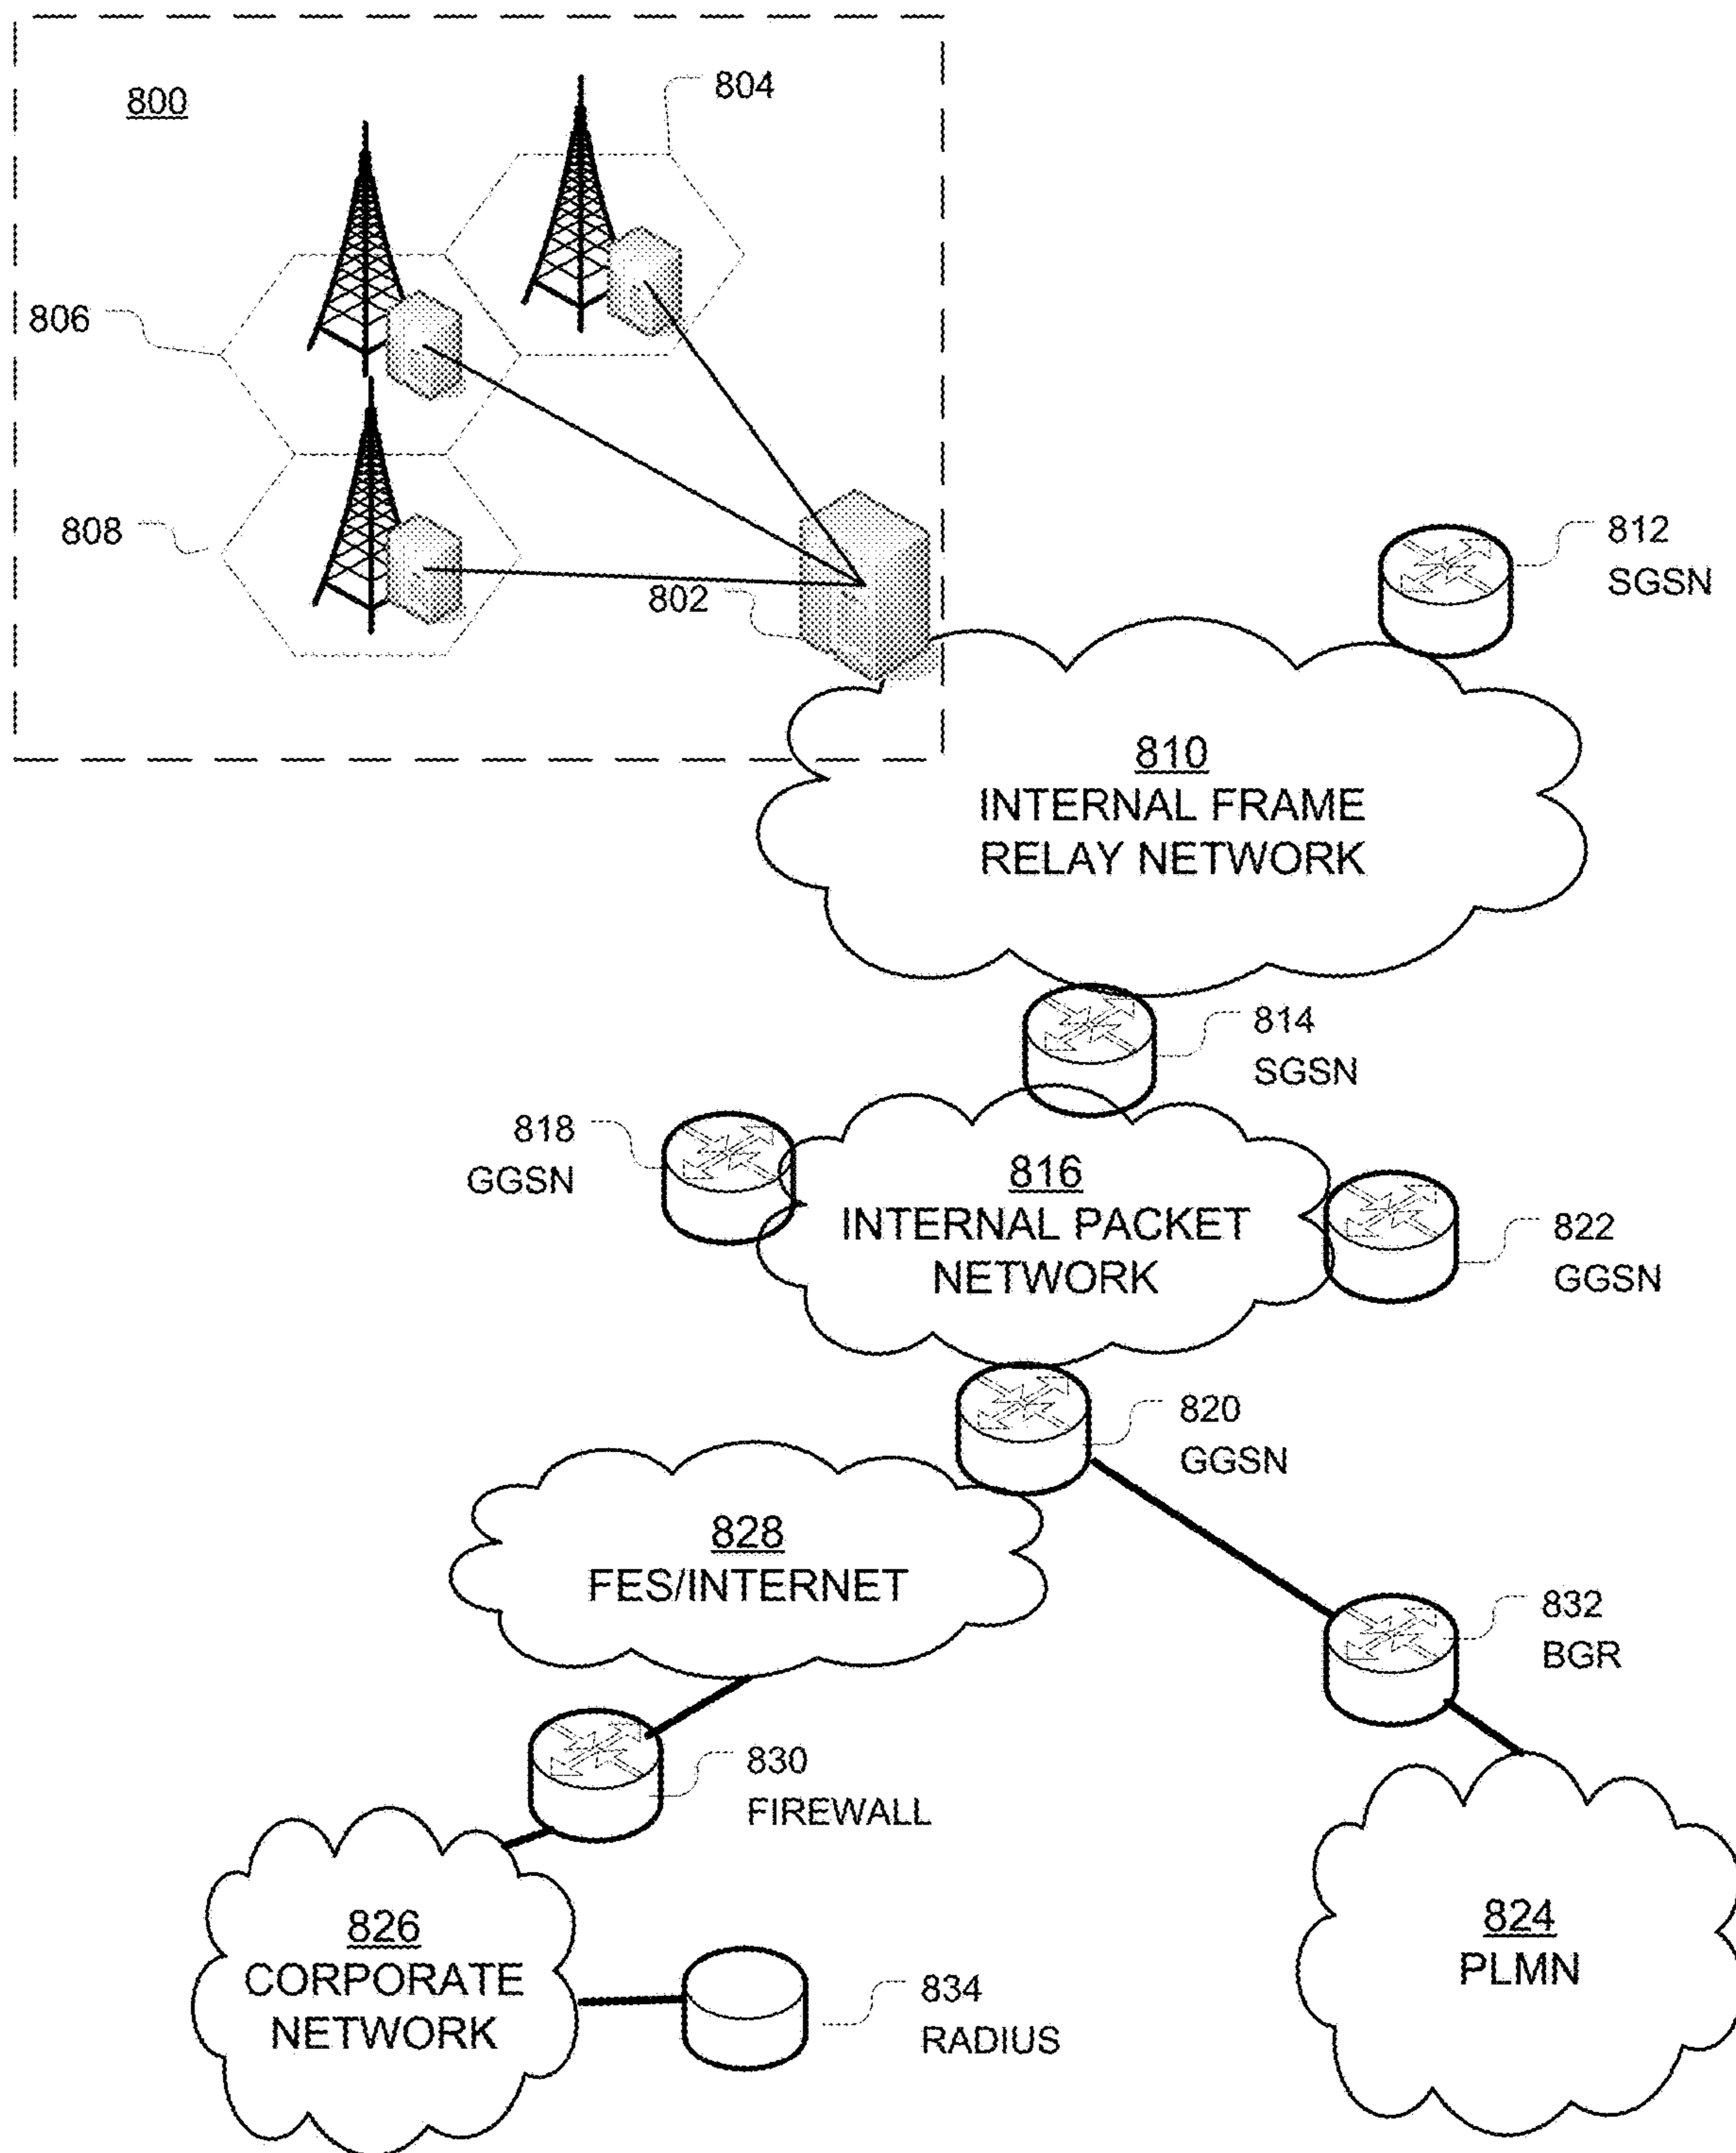 800
804
806
808
802
812
SGSN
810
INTERNAL FRAME
RELAY NETWORK
814
SGSN
818
GGSN
816
INTERNAL PACKET
NETWORK
822
GGSN
820
GGSN
828
FES/INTERNET
832
BGR
830
FIREWALL
826
CORPORATE
NETWORK
834
RADIUS
824
PLMN